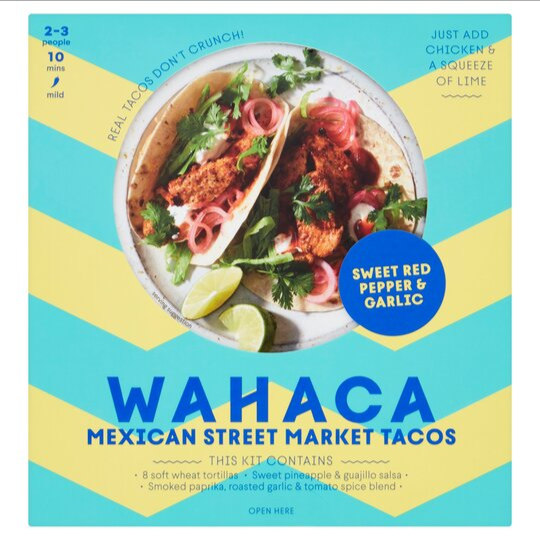 2-3
people
10
mins
mild
REAL TACOS DON'T CRUNCH!
JUST ADD
CHICKEN &
A SQUEEZE
OF LIME
serving suggestion
SWEET RED
PEPPER &
GARLIC
WAHACA
MEXICAN STREET MARKET TACOS
THIS KIT CONTAINS
• 8 soft wheat tortillas • Sweet pineapple & guajillo salsa •
• Smoked paprika, roasted garlic & tomato spice blend •
OPEN HERE